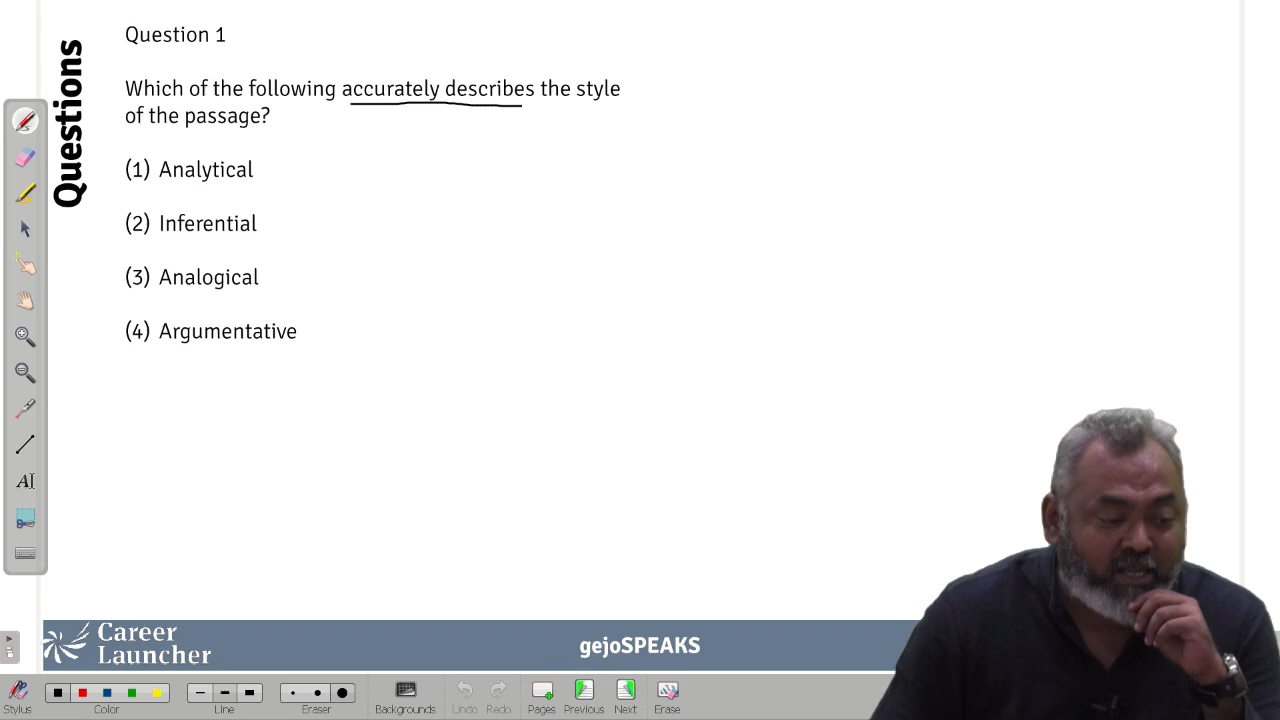 Questions
Question 1
Which of the following accurately describes the style
of the passage?
(1) Analytical
(2) Inferential
(3) Analogical
(4) Argumentative
A
Career
Launcher
gejoSPEAKS
Stylus
Color
Line
Eraser
Backgrounds
Undo
Redo
Pages
Previous
Next
Erase